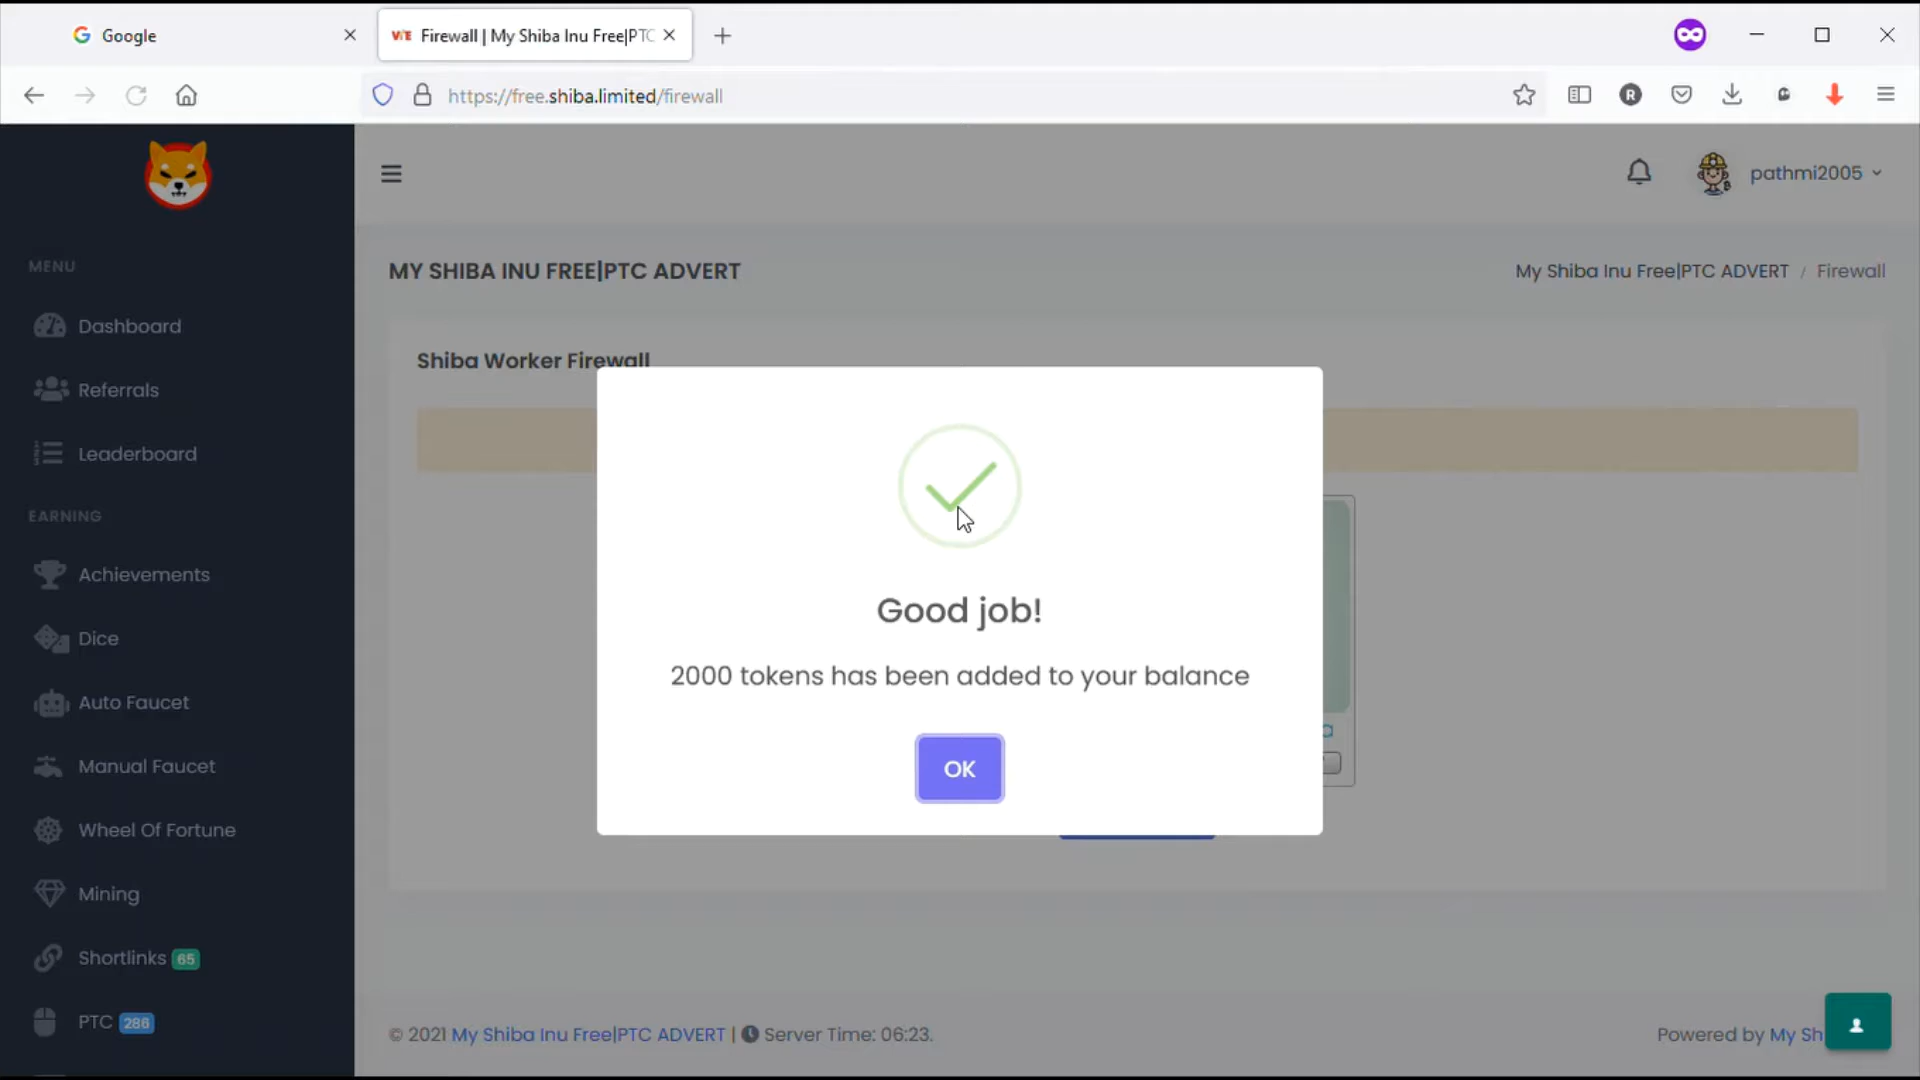 Google
Firewall | My Shiba Inu Free|PTC
https://free.shiba.limited/firewall
pathmi2005
MENU
Dashboard
Referrals
Leaderboard
EARNING
Achievements
Dice
Auto Faucet
Manual Faucet
Wheel Of Fortune
Mining
Shortlinks 65
PTC 286
MY SHIBA INU FREE|PTC ADVERT
My Shiba Inu Free|PTC ADVERT / Firewall
Shiba Worker Firewall
Good job!
2000 tokens has been added to your balance
OK
© 2021 My Shiba Inu Free|PTC ADVERT | Server Time: 06:23.
Powered by My Sh